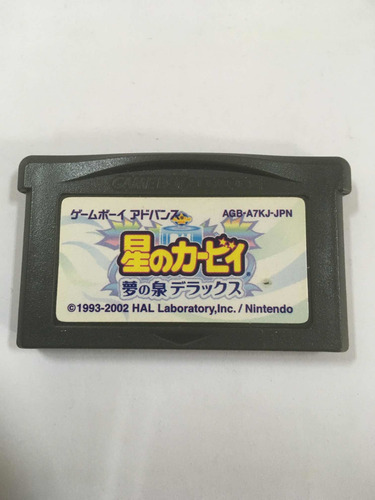 ゲームボーイ アドバンス
AGB-A7KJ-JPN
星のカービィ
夢の泉デラックス
©1993-2002 HAL Laboratory,Inc./Nintendo